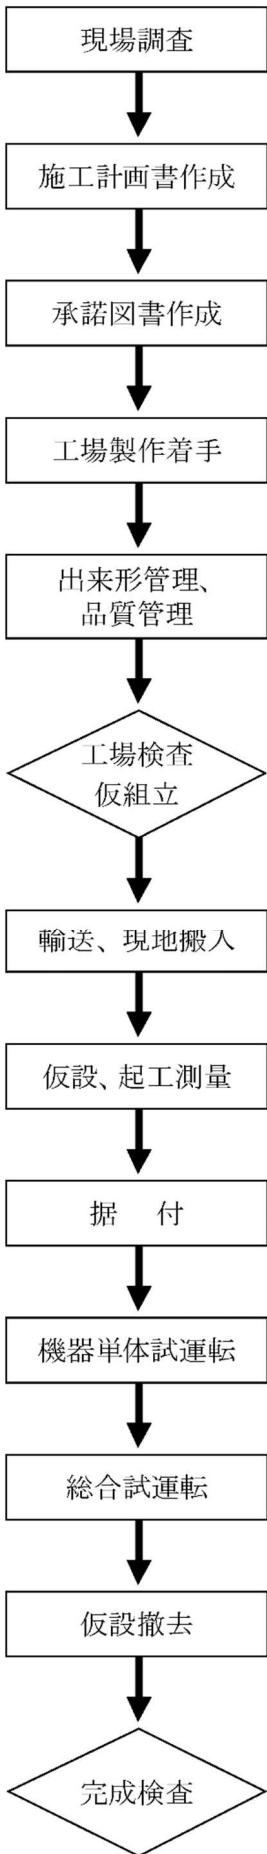 現場調査
施工計画書作成
承諾図書作成
工場製作着手
出来形管理、
品質管理
工場検査
仮組立
輸送、現地搬入
仮設、起工測量
据　付
機器単体試運転
総合試運転
仮設撤去
完成検査